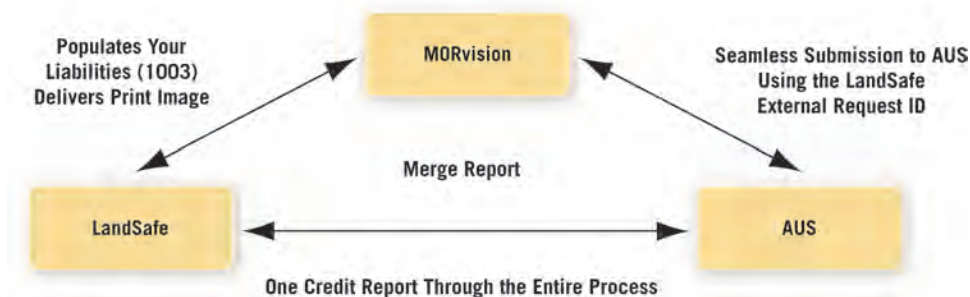 Populates Your
Liabilities (1003)
Delivers Print Image
MORvision
Seamless Submission to AUS
Using the LandSafe
External Request ID
Merge Report
LandSafe
AUS
One Credit Report Through the Entire Process